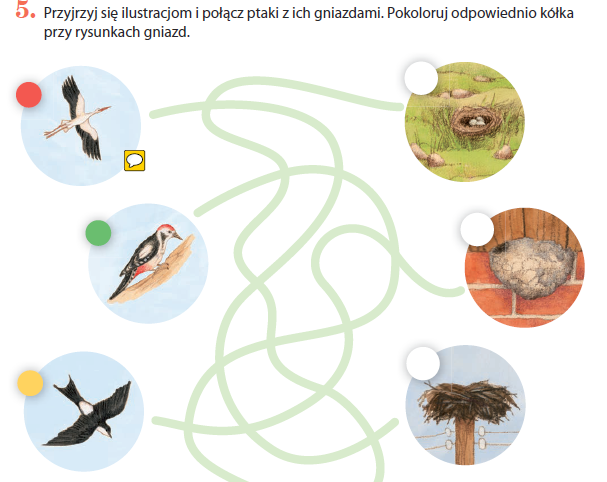 5. Przyjrzyj się ilustracjom i połącz ptaki z ich gniazdami. Pokoloruj odpowiednio kółka
przy rysunkach gniazd.